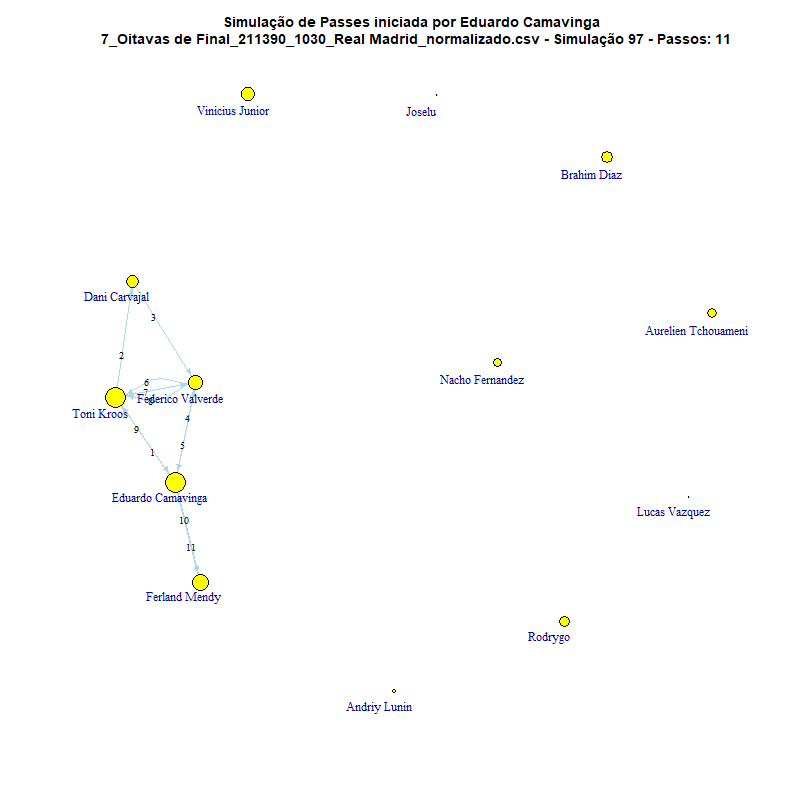 Simulação de Passes iniciada por Eduardo Camavinga
7_Oitavas de Final_211390_1030_Real Madrid_normalizado.csv - Simulação 97 - Passos: 11
Vinicius Junior
Joselu
Brahim Diaz
Dani Carvajal
3
Aurelien Tchouameni
2
Nacho Fernandez
6
7
Federico Valverde
Toni Kroos
4
9
5
1
Eduardo Camavinga
Lucas Vazquez
10
11
Ferland Mendy
Rodrygo
Andriy Lunin